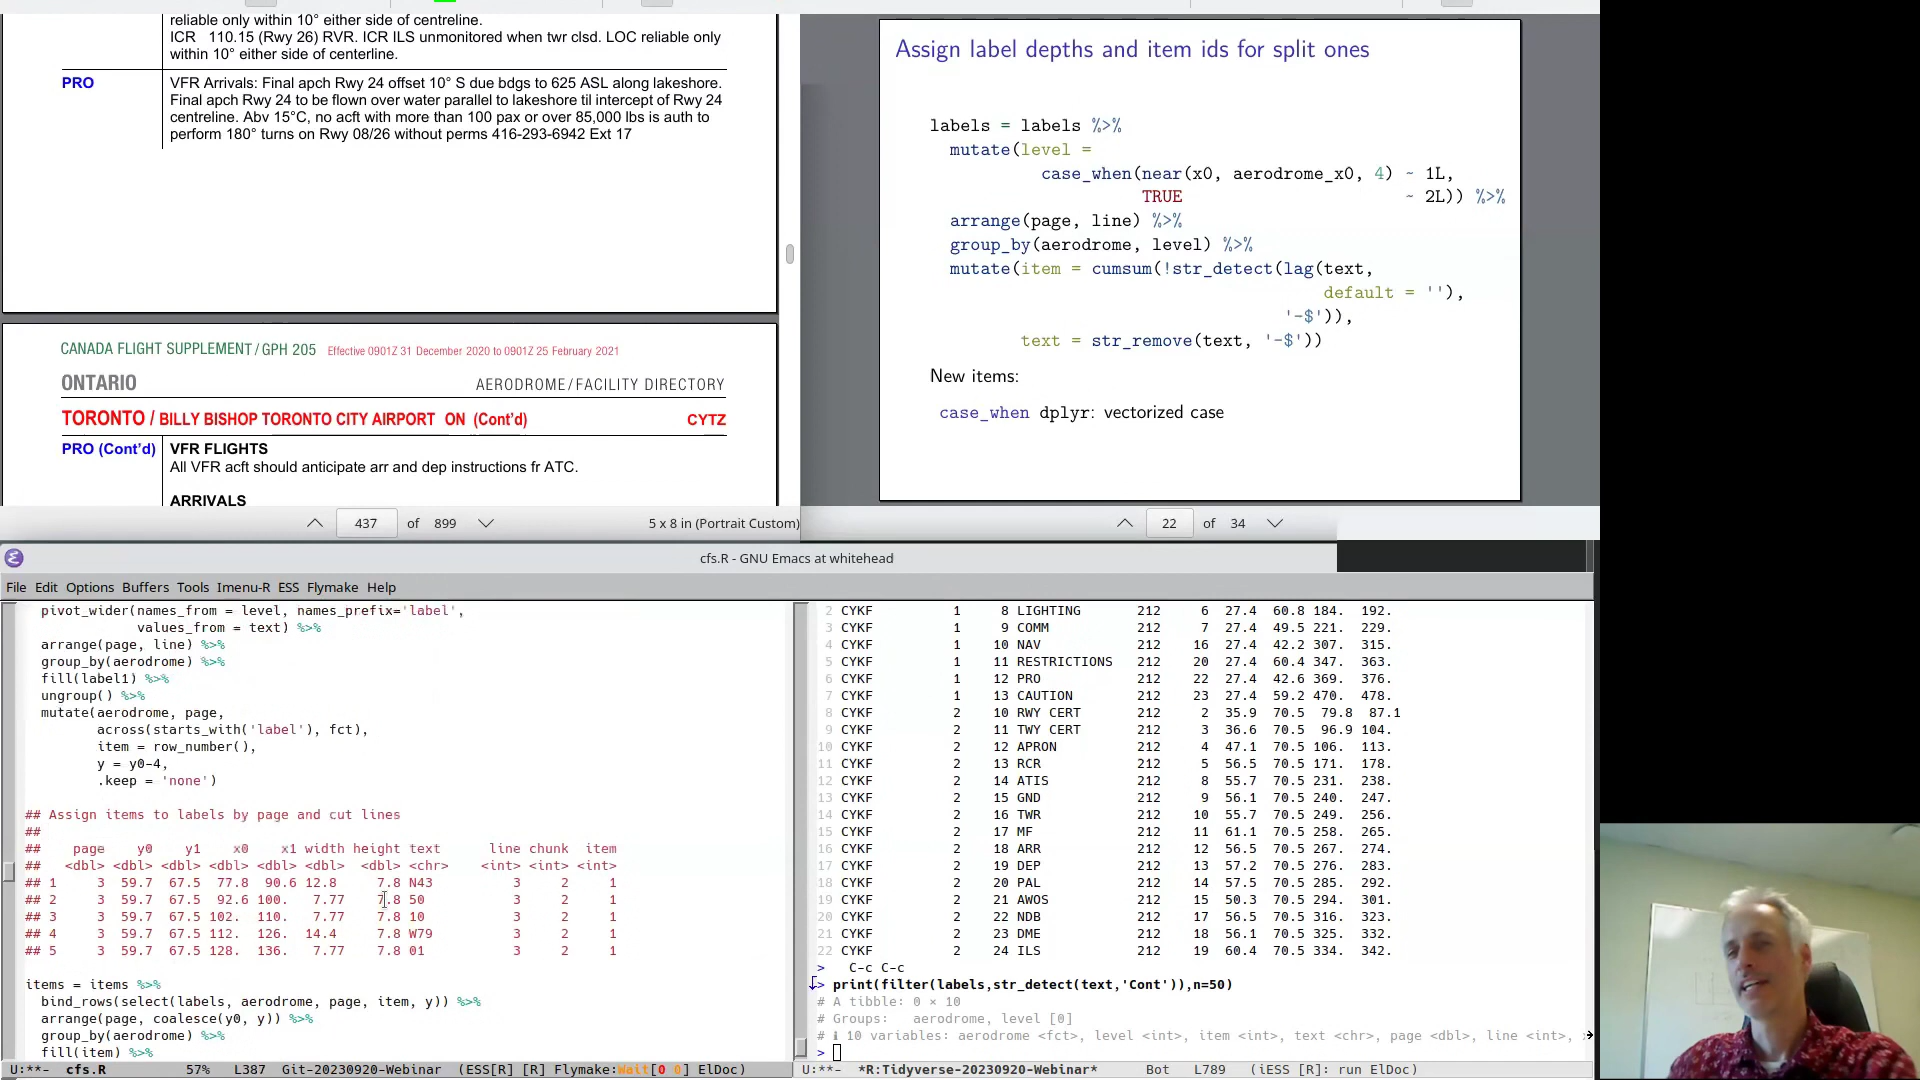 reliable only within 10° either side of centreline.
ICR 110.15 (Rwy 26) RVR. ICR ILS unmonitored when twr clsd. LOC reliable only
within 10° either side of centerline.
PRO
VFR Arrivals: Final apch Rwy 24 offset 10° S due bdgs to 625 ASL along lakeshore.
Final apch Rwy 24 to be flown over water parallel to lakeshore til intercept of Rwy 24
centreline. Abv 15°C, no acft with more than 100 pax or over 85,000 lbs is auth to
perform 180° turns on Rwy 08/26 without perms 416-293-6942 Ext 17
CANADA FLIGHT SUPPLEMENT/GPH 205 Effective 0901Z 31 December 2020 to 0901Z 25 February 2021
ONTARIO AERODROME/FACILITY DIRECTORY
TORONTO / BILLY BISHOP TORONTO CITY AIRPORT ON (Cont'd) CYTZ
PRO (Cont'd) VFR FLIGHTS
All VFR acft should anticipate arr and dep instructions fr ATC.
ARRIVALS
437 of 899 5 x 8 in (Portrait Custom)
Assign label depths and item ids for split ones
labels = labels %>%
mutate(level =
case_when(near(x0, aerodrome_x0, 4) ~ 1L,
TRUE ~ 2L)) %>%
arrange(page, line) %>%
group_by(aerodrome, level) %>%
mutate(item = cumsum(!str_detect(lag(text,
default = ''),
'-$')),
text = str_remove(text, '-$'))
New items:
case_when dplyr: vectorized case
22 of 34
cfs.R - GNU Emacs at whitehead
File Edit Options Buffers Tools Imenu-R ESS Flymake Help
pivot_wider(names_from = level, names_prefix='label',
values_from = text) %>%
arrange(page, line) %>%
group_by(aerodrome) %>%
fill(label1) %>%
ungroup() %>%
mutate(aerodrome, page,
across(starts_with('label'), fct),
item = row_number(),
y = y0-4,
.keep = 'none')
## Assign items to labels by page and cut lines
##
## page y0 y1 x0 x1 width height text line chunk item
## <dbl> <dbl> <dbl> <dbl> <dbl> <dbl> <dbl> <chr> <int> <int> <int>
## 1 3 59.7 67.5 77.8 90.6 12.8 7.8 N43 3 2 1
## 2 3 59.7 67.5 92.6 100. 7.77 7.8 50 3 2 1
## 3 3 59.7 67.5 102. 110. 7.77 7.8 10 3 2 1
## 4 3 59.7 67.5 112. 126. 14.4 7.8 W79 3 2 1
## 5 3 59.7 67.5 128. 136. 7.77 7.8 01 3 2 1
items = items %>%
bind_rows(select(labels, aerodrome, page, item, y)) %>%
arrange(page, coalesce(y0, y)) %>%
group_by(aerodrome) %>%
fill(item) %>%
U:**- cfs.R 57% L387 Git-20230920-Webinar (ESS[R] [R] Flymake:Wait[0 0] ElDoc)
2 CYKF 1 8 LIGHTING 212 6 27.4 60.8 184. 192.
3 CYKF 1 9 COMM 212 7 27.4 49.5 221. 229.
4 CYKF 1 10 NAV 212 16 27.4 42.2 307. 315.
5 CYKF 1 11 RESTRICTIONS 212 20 27.4 60.4 347. 363.
6 CYKF 1 12 PRO 212 22 27.4 42.6 369. 376.
7 CYKF 1 13 CAUTION 212 23 27.4 59.2 470. 478.
8 CYKF 2 10 RWY CERT 212 2 35.9 70.5 79.8 87.1
9 CYKF 2 11 TWY CERT 212 3 36.6 70.5 96.9 104.
10 CYKF 2 12 APRON 212 4 47.1 70.5 106. 113.
11 CYKF 2 13 RCR 212 5 56.5 70.5 171. 178.
12 CYKF 2 14 ATIS 212 8 55.7 70.5 231. 238.
13 CYKF 2 15 GND 212 9 56.1 70.5 240. 247.
14 CYKF 2 16 TWR 212 10 55.7 70.5 249. 256.
15 CYKF 2 17 MF 212 11 61.1 70.5 258. 265.
16 CYKF 2 18 ARR 212 12 56.5 70.5 267. 274.
17 CYKF 2 19 DEP 212 13 57.2 70.5 276. 283.
18 CYKF 2 20 PAL 212 14 57.5 70.5 285. 292.
19 CYKF 2 21 AWOS 212 15 50.3 70.5 294. 301.
20 CYKF 2 22 NDB 212 17 56.5 70.5 316. 323.
21 CYKF 2 23 DME 212 18 56.1 70.5 325. 332.
22 CYKF 2 24 ILS 212 19 60.4 70.5 334. 342.
> C-c C-c
> print(filter(labels,str_detect(text,'Cont')),n=50)
# A tibble: 0 × 10
# Groups: aerodrome, level [0]
# ℹ 10 variables: aerodrome <fct>, level <int>, item <int>, text <chr>, page <dbl>, line <int>,
>
U:**- *R:Tidyverse-20230920-Webinar* Bot L789 (iESS [R]: run ElDoc)